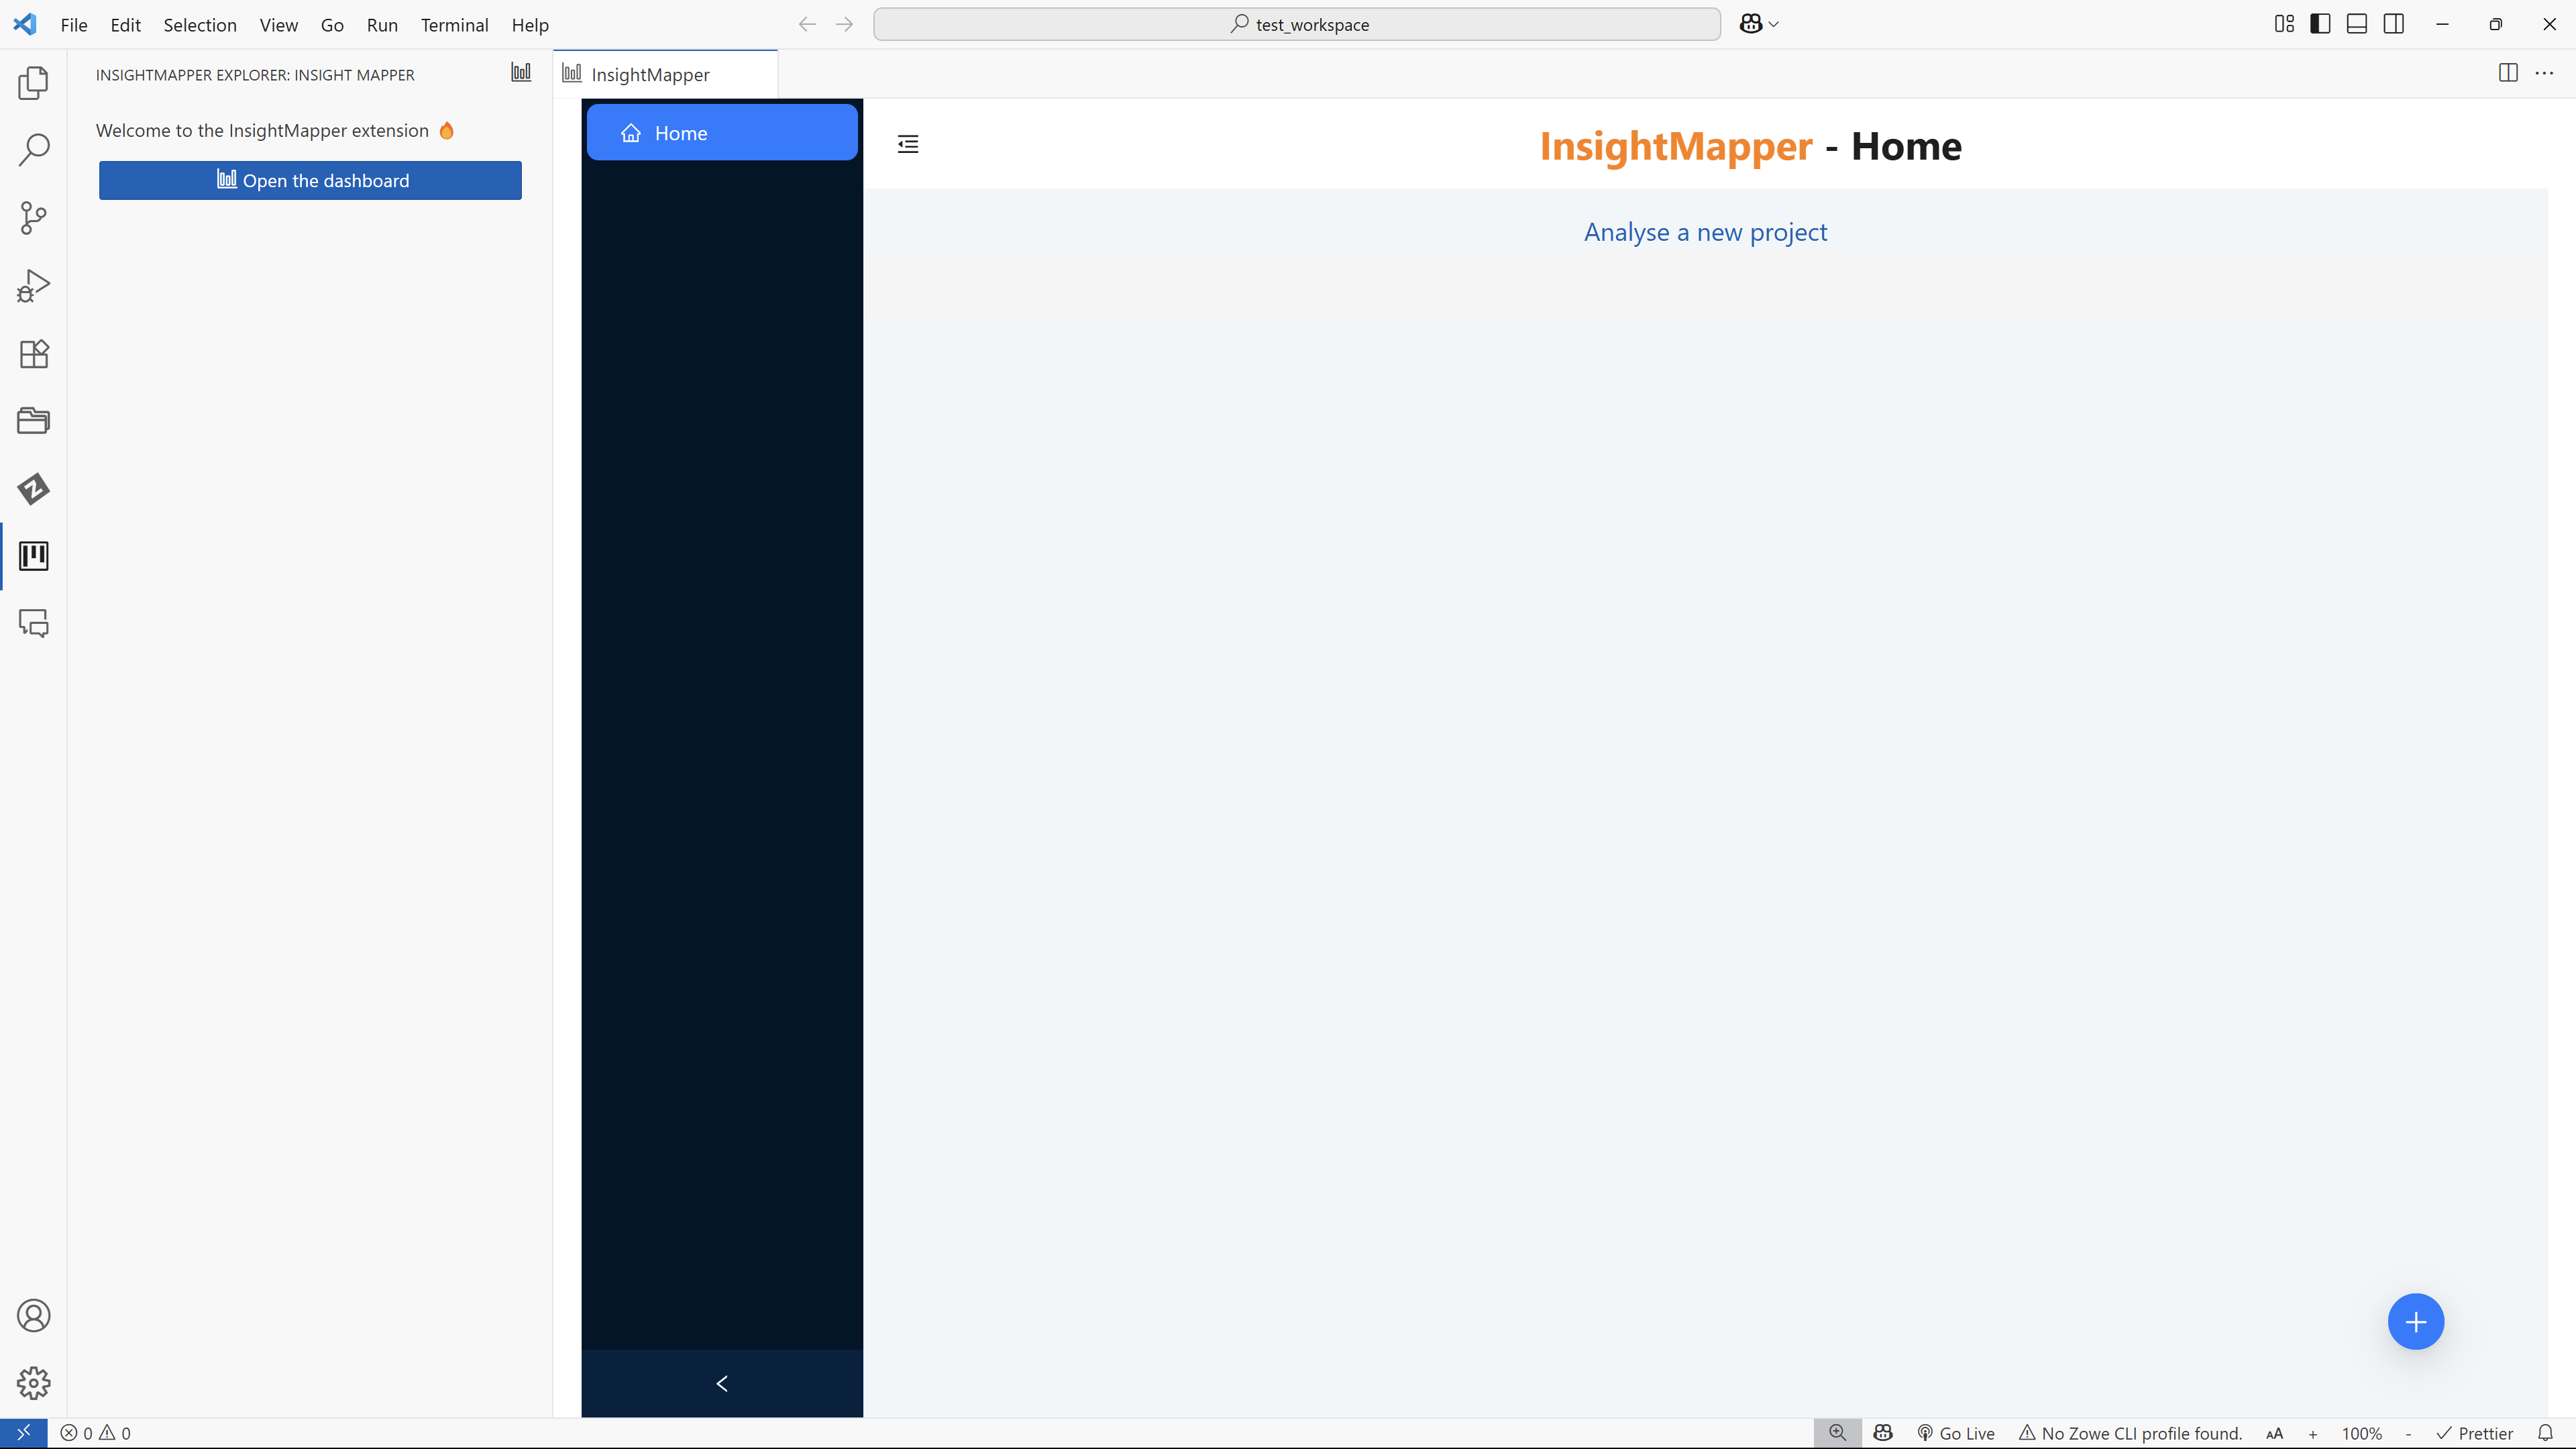 File Edit Selection View Go Run Terminal Help
test_workspace
INSIGHTMAPPER EXPLORER: INSIGHT MAPPER
InsightMapper
Welcome to the InsightMapper extension 🔥
Open the dashboard
Home
InsightMapper - Home
Analyse a new project
0 0
Go Live
No Zowe CLI profile found.
AA
+ 100% -
Prettier